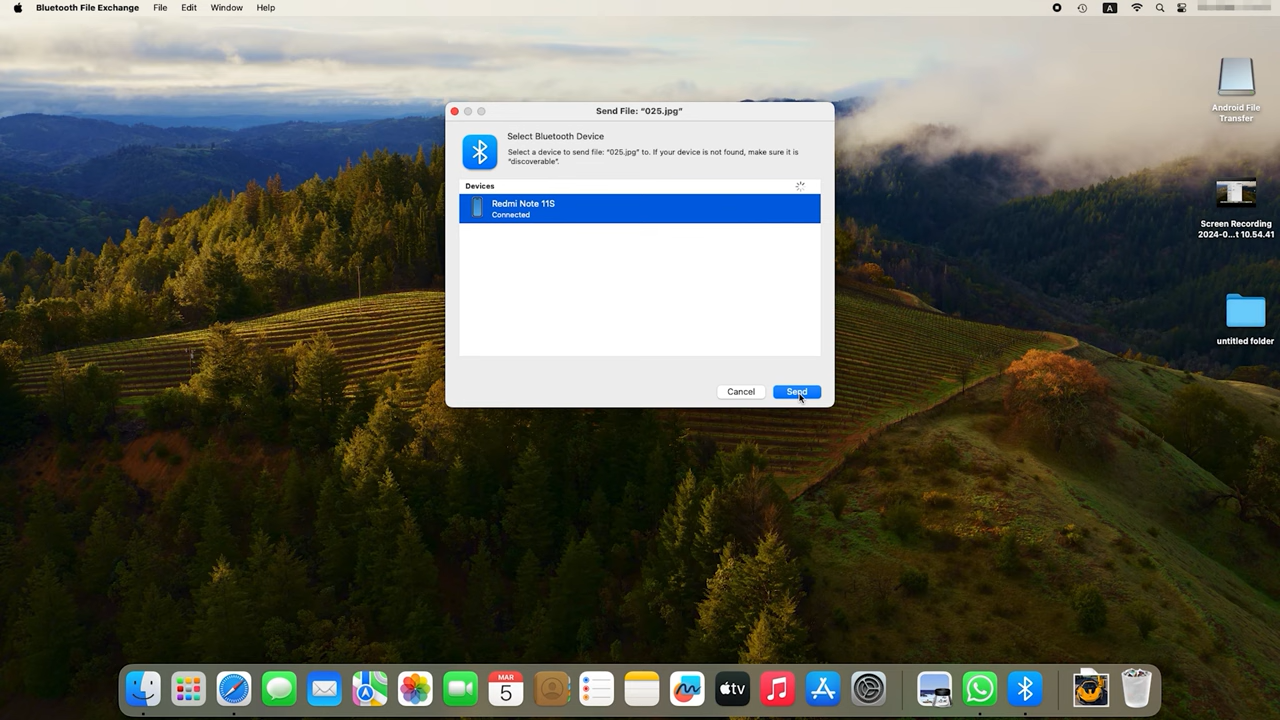 Bluetooth File Exchange File Edit Window Help A
Send File: "025.jpg"
Select Bluetooth Device
Select a device to send file: "025.jpg" to. If your device is not found, make sure it is
"discoverable".
Devices
Redmi Note 11S
Connected
Cancel Send
Android File
Transfer
Screen Recording
2024-0...t 10.54.41
untitled folder
MAR
5
tv